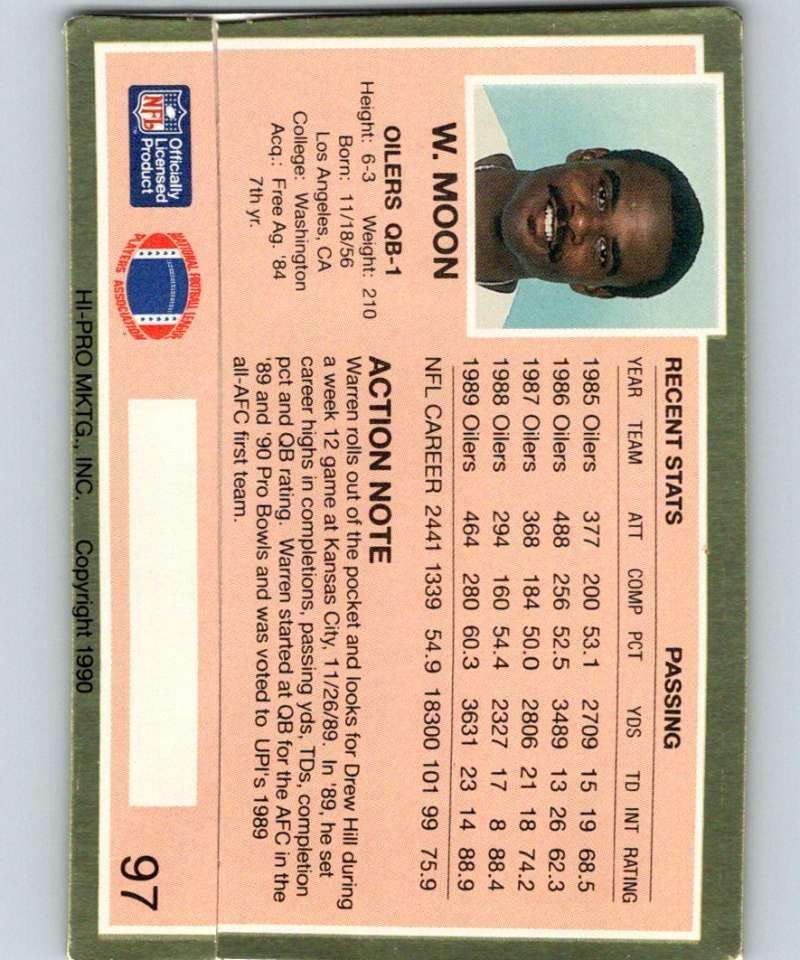 W. MOON
OILERS QB-1
Height: 6-3 Weight: 210
Born: 11/18/56
Los Angeles, CA
College: Washington
Acq.: Free Ag. '84
7th yr.
NFL
Officially
Licensed
Product
NATIONAL FOOTBALL LEAGUE
PLAYERS ASSOCIATION
RECENT STATS PASSING
YEAR TEAM ATT COMP PCT YDS TD INT RATING
1985 Oilers 377 200 53.1 2709 15 19 68.5
1986 Oilers 488 256 52.5 3489 13 26 62.3
1987 Oilers 368 184 50.0 2806 21 18 74.2
1988 Oilers 294 160 54.4 2327 17 8 88.4
1989 Oilers 464 280 60.3 3631 23 14 88.9
NFL CAREER 2441 1339 54.9 18300 101 99 75.9
ACTION NOTE
Warren rolls out of the pocket and looks for Drew Hill during
a week 12 game at Kansas City, 11/26/89. In '89, he set
career highs in completions, passing yds, TDs, completion
pct and QB rating. Warren started at QB for the AFC in the
'89 and '90 Pro Bowls and was voted to UPI's 1989
all-AFC first team.
97
HI-PRO MKTG., INC. Copyright 1990